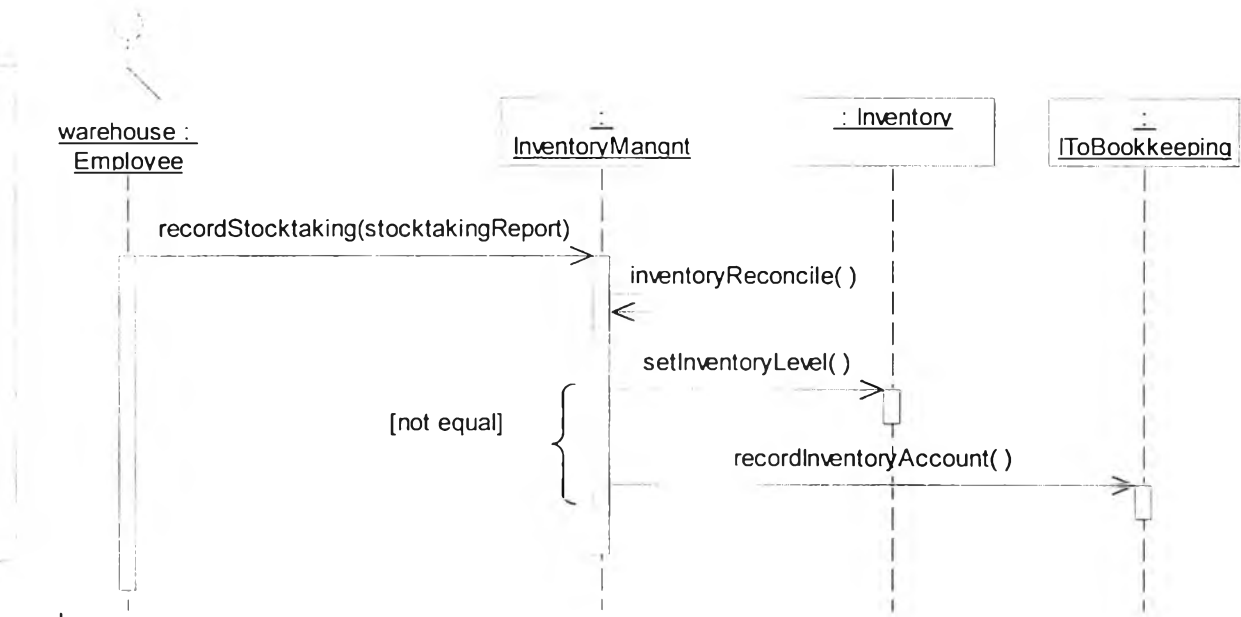 warehouse :
Employee
:
InventoryMangnt
: Inventory
:
IToBookkeeping
recordStocktaking(stocktakingReport)
inventoryReconcile( )
setInventoryLevel( )
[not equal]
recordInventoryAccount( )